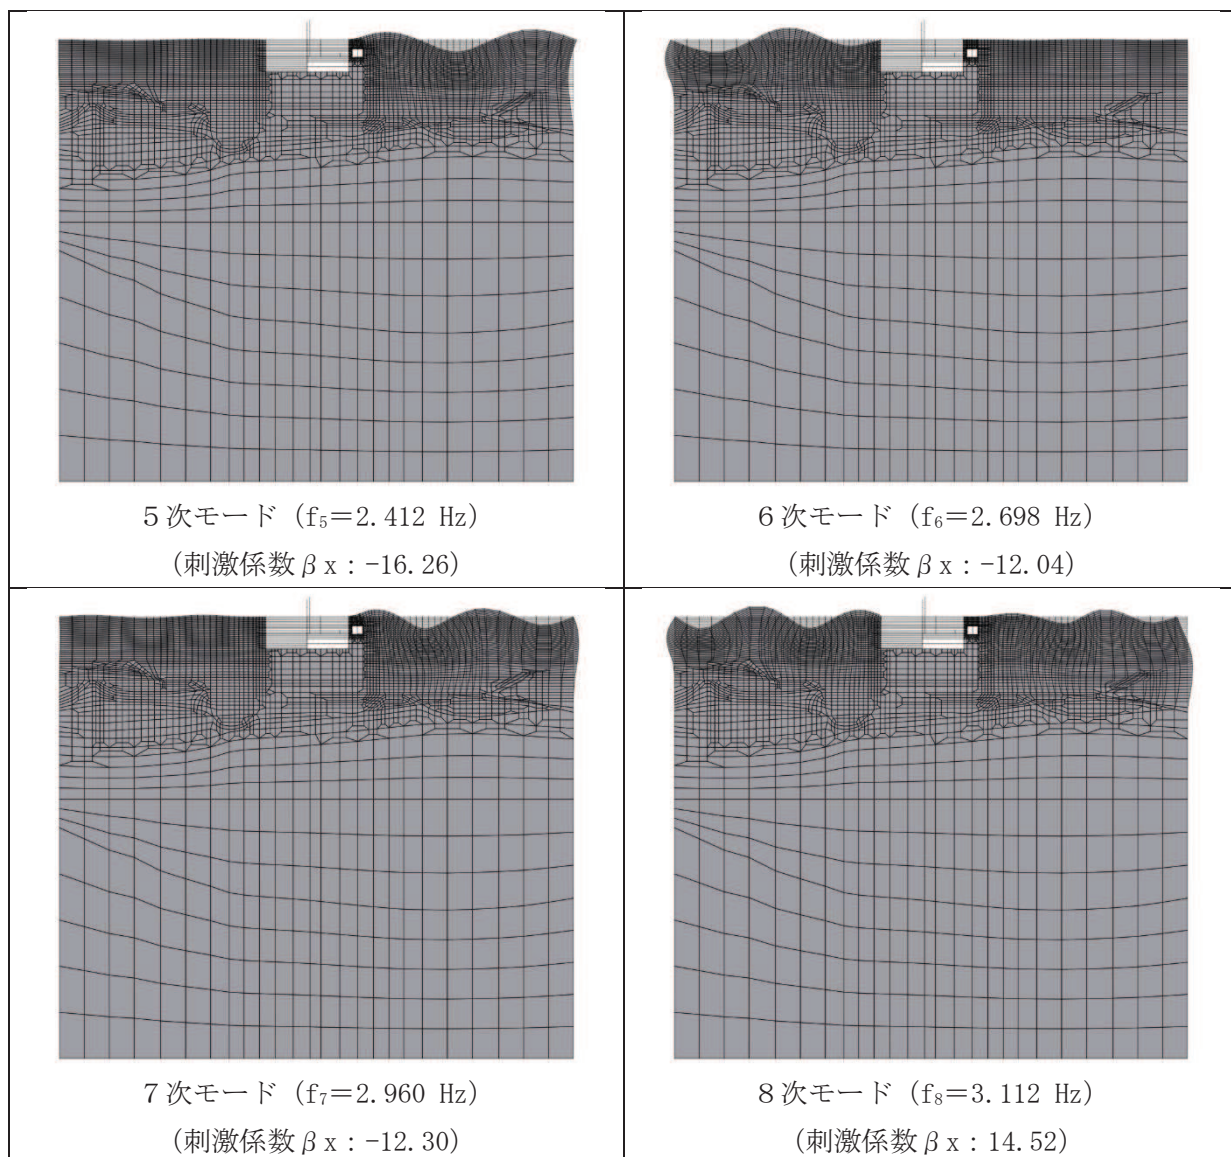 5次モード (f₅=2.412 Hz)
(刺激係数βx:-16.26)
6次モード (f₆=2.698 Hz)
(刺激係数βx:-12.04)
7次モード (f₇=2.960 Hz)
(刺激係数βx:-12.30)
8次モード (f₈=3.112 Hz)
(刺激係数βx:14.52)